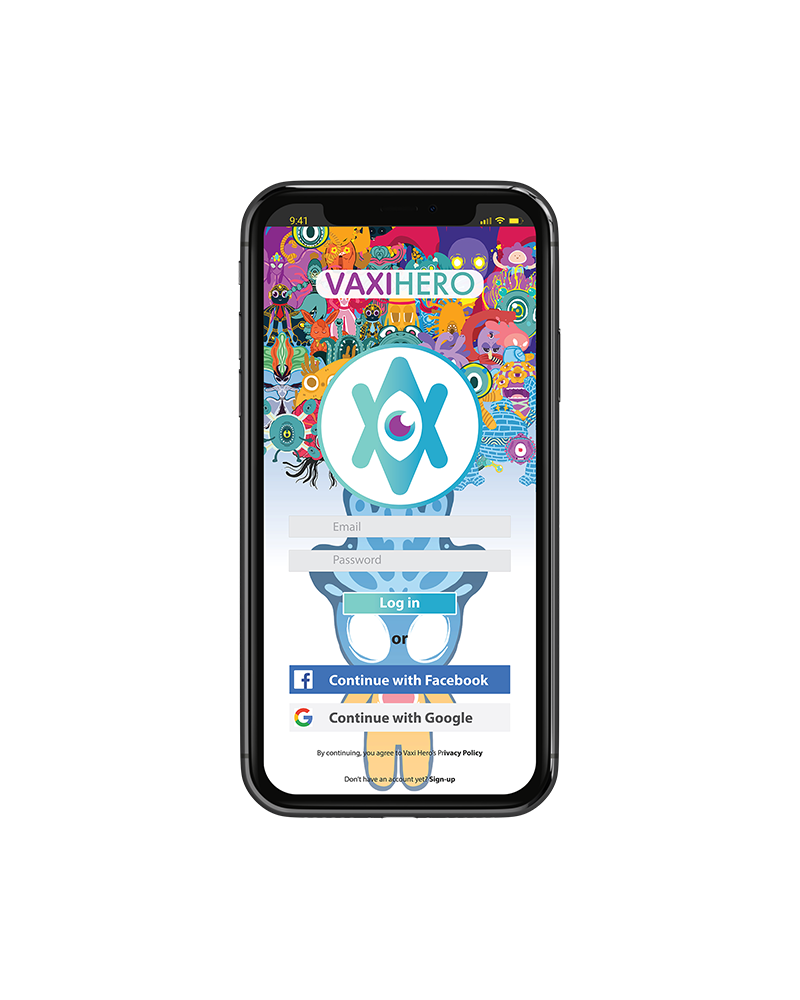 9:41
VAXIHERO
Email
Password
Log in
or
Continue with Facebook
Continue with Google
By continuing, you agree to Vaxi Hero's Privacy Policy
Don't have an account yet? Sign-up